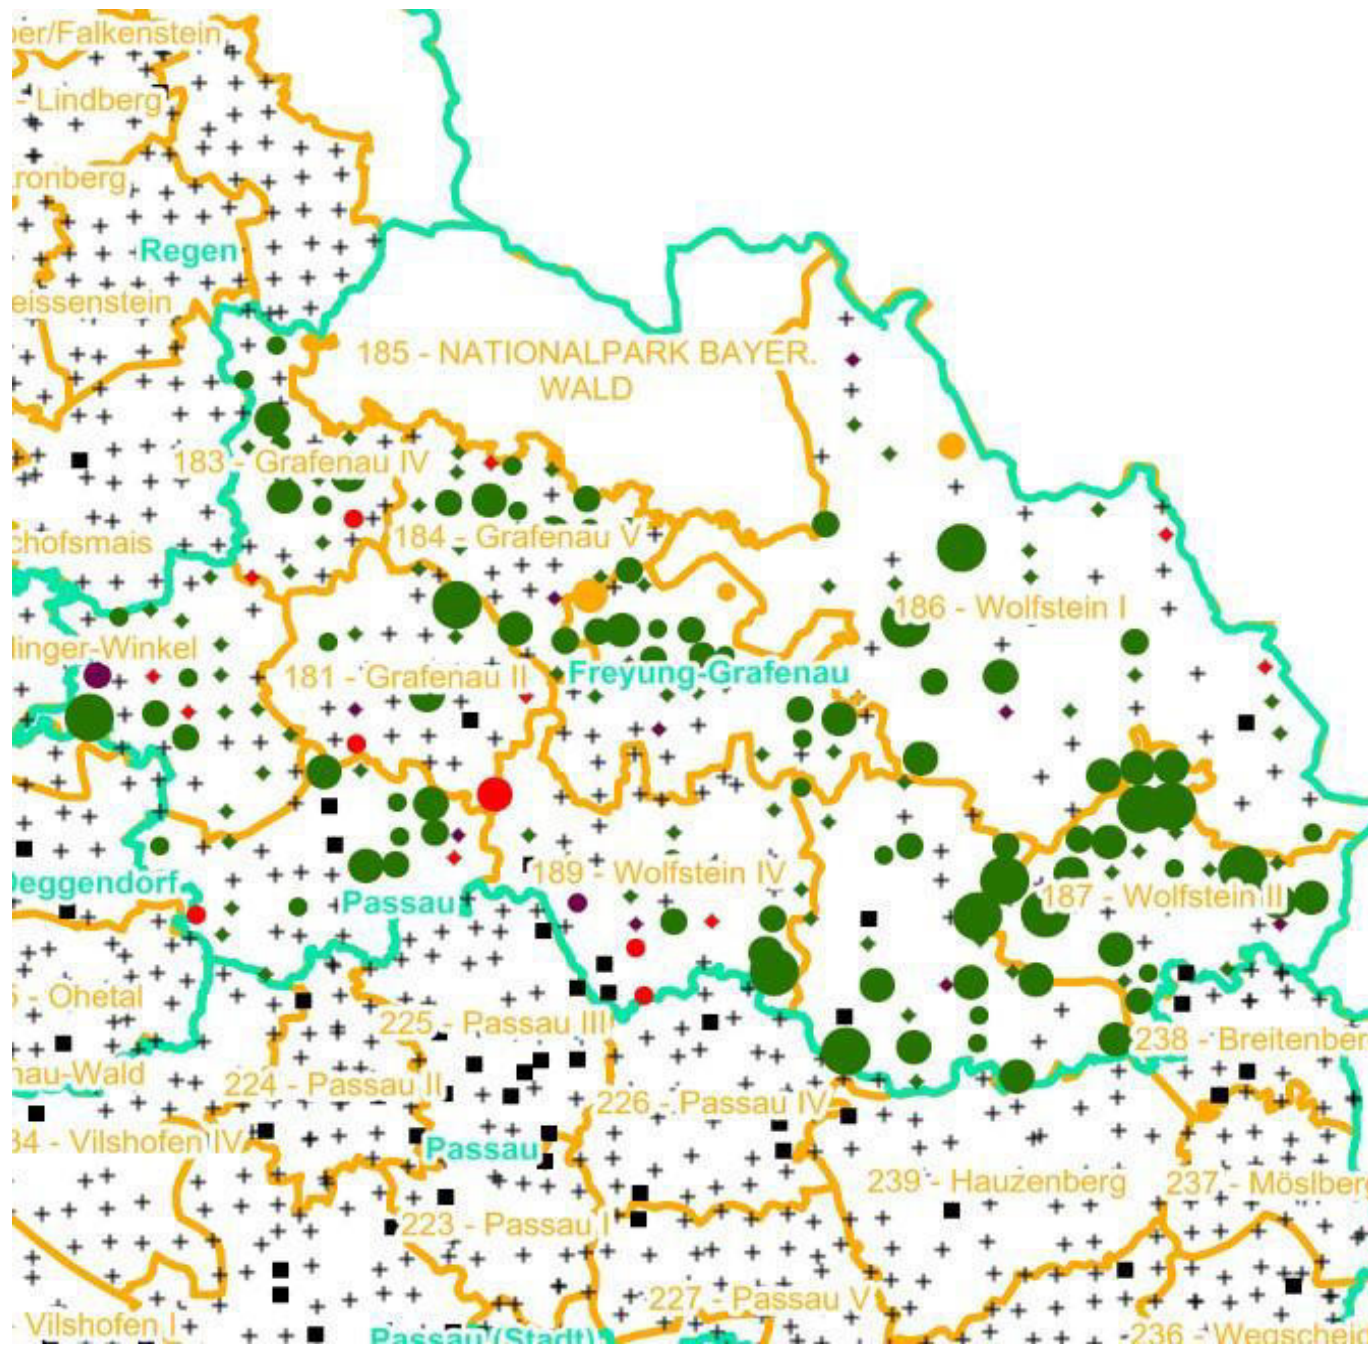 per/Falkenstein
- Lindberg
ronberg
Regen
eissenstein
185 - NATIONALPARK BAYER.
WALD
183 - Grafenau IV
chofsmais
184 - Grafenau V
186 - Wolfstein I
linger-Winkel
181 - Grafenau II
Freyung-Grafenau
189 - Wolfstein IV
Deggendorf
Passau
187 - Wolfstein II
- Ohetal
225 - Passau III
238 - Breitenber
nau-Wald
224 - Passau II
226 - Passau IV
34 - Vilshofen IV
Passau
239 - Hauzenberg
237 - Möslber
223 - Passau I
227 - Passau V
- Vilshofen I
Passau (Stadt)
236 - Wegscheid